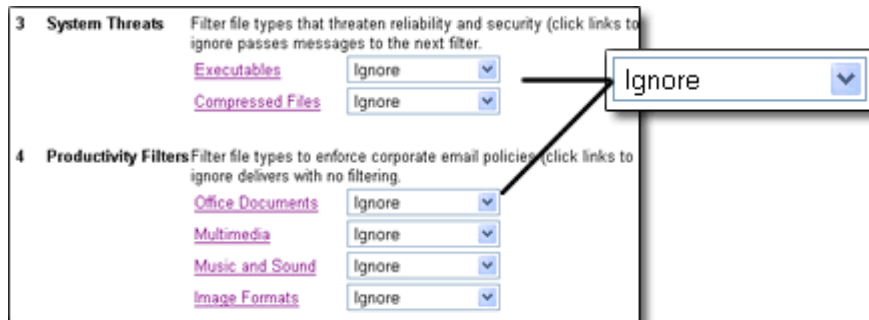 3 System Threats Filter file types that threaten reliability and security (click links to
ignore passes messages to the next filter.
Executables Ignore
Compressed Files Ignore
Ignore
4 Productivity Filters Filter file types to enforce corporate email policies (click links to
ignore delivers with no filtering.
Office Documents Ignore
Multimedia Ignore
Music and Sound Ignore
Image Formats Ignore